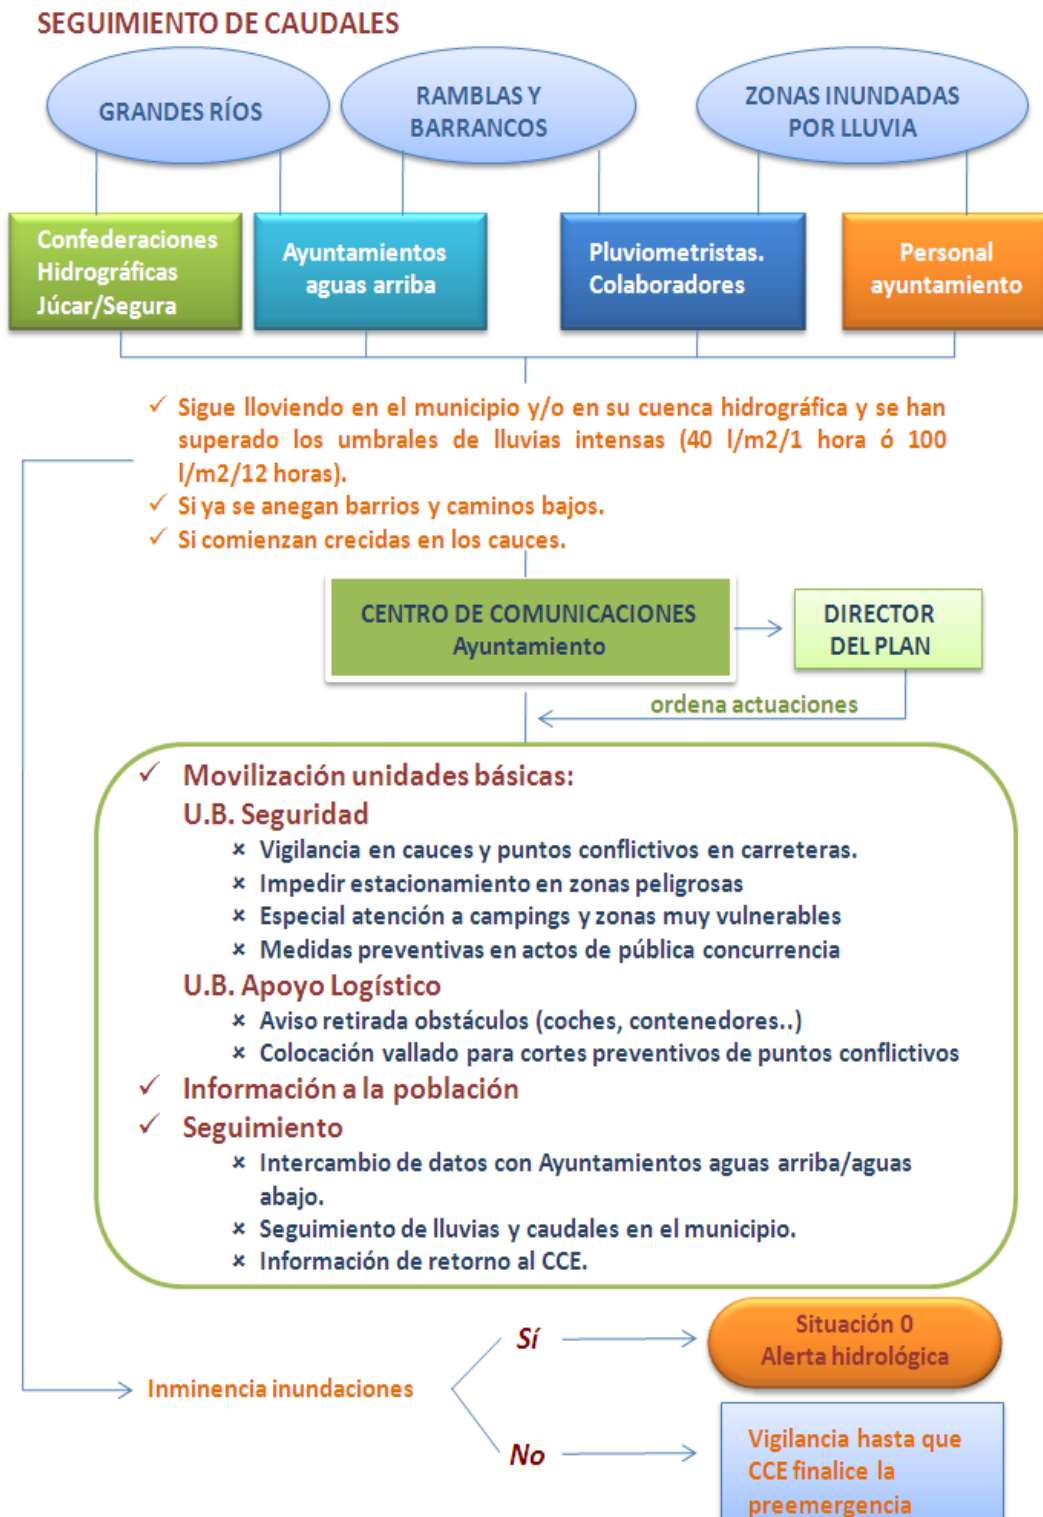 SEGUIMIENTO DE CAUDALES
GRANDES RÍOS
RAMBLAS Y
BARRANCOS
ZONAS INUNDADAS
POR LLUVIA
Confederaciones
Hidrográficas
Júcar/Segura
Ayuntamientos
aguas arriba
Pluviometristas.
Colaboradores
Personal
ayuntamiento
✓ Sigue lloviendo en el municipio y/o en su cuenca hidrográfica y se han
superado los umbrales de lluvias intensas (40 l/m2/1 hora ó 100
l/m2/12 horas).
✓ Si ya se anegan barrios y caminos bajos.
✓ Si comienzan crecidas en los cauces.
CENTRO DE COMUNICACIONES
Ayuntamiento
DIRECTOR
DEL PLAN
ordena actuaciones
✓ Movilización unidades básicas:
U.B. Seguridad
× Vigilancia en cauces y puntos conflictivos en carreteras.
× Impedir estacionamiento en zonas peligrosas
× Especial atención a campings y zonas muy vulnerables
× Medidas preventivas en actos de pública concurrencia
U.B. Apoyo Logístico
× Aviso retirada obstáculos (coches, contenedores..)
× Colocación vallado para cortes preventivos de puntos conflictivos
✓ Información a la población
✓ Seguimiento
× Intercambio de datos con Ayuntamientos aguas arriba/aguas
abajo.
× Seguimiento de lluvias y caudales en el municipio.
× Información de retorno al CCE.
Inminencia inundaciones
Sí
Situación 0
Alerta hidrológica
No
Vigilancia hasta que
CCE finalice la
preemergencia